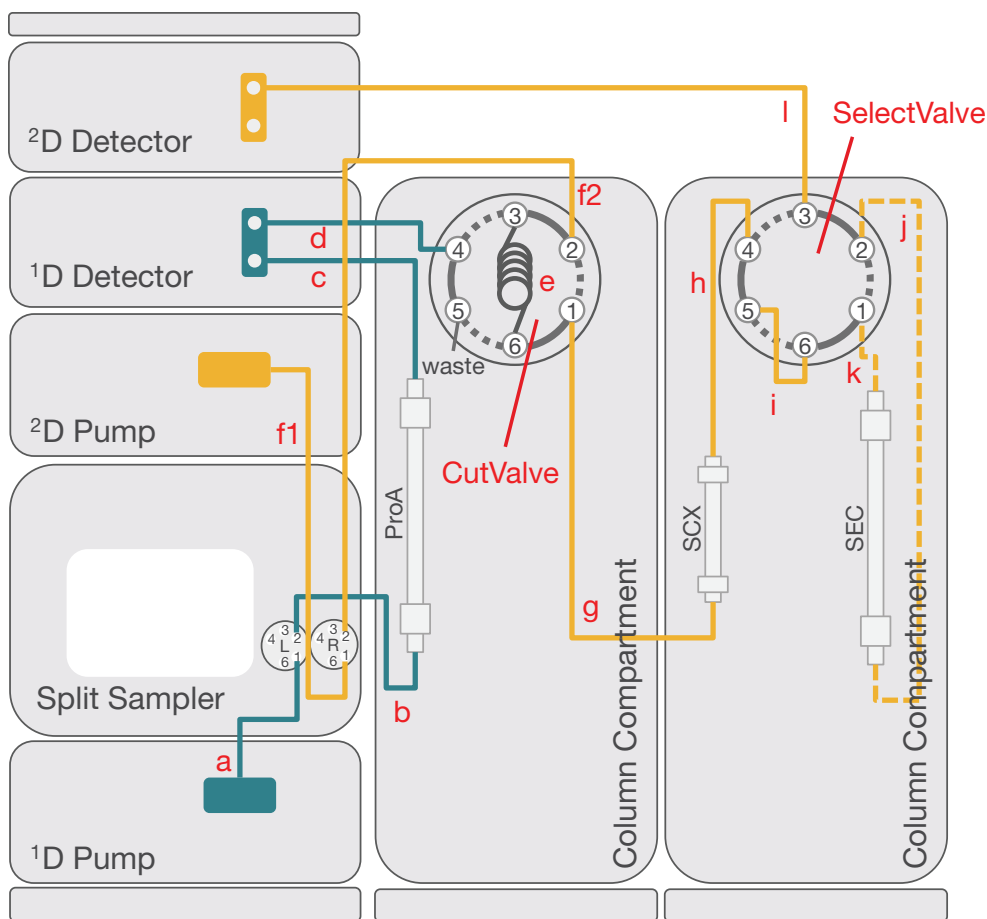 ²D Detector
l
SelectValve
f2
d
c
¹D Detector
3
4
2
e
5
1
6
waste
CutValve
h
3
4
2
j
5
1
6
i
k
²D Pump
f1
ProA
SCX
SEC
g
Column Compartment
Column Compartment
3
4
2
L
1
6
3
4
2
R
1
6
Split Sampler
b
a
¹D Pump